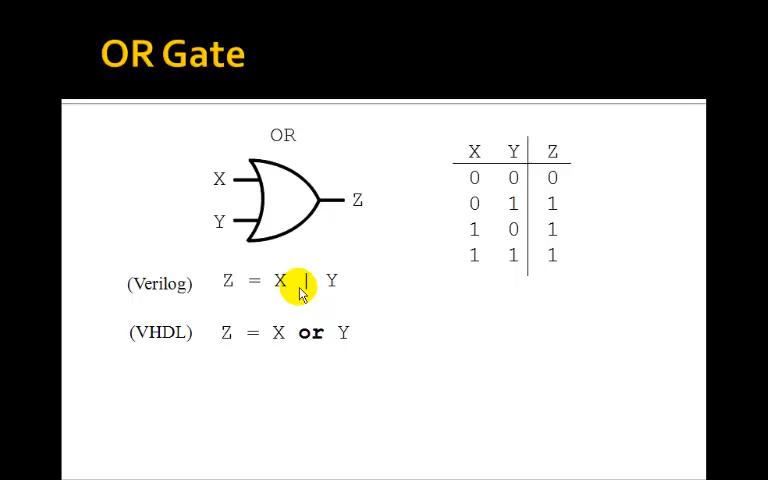 OR Gate
OR
X
Y
Z
X Y Z
0 0 0
0 1 1
1 0 1
1 1 1
(Verilog) Z = X | Y
(VHDL) Z = X or Y